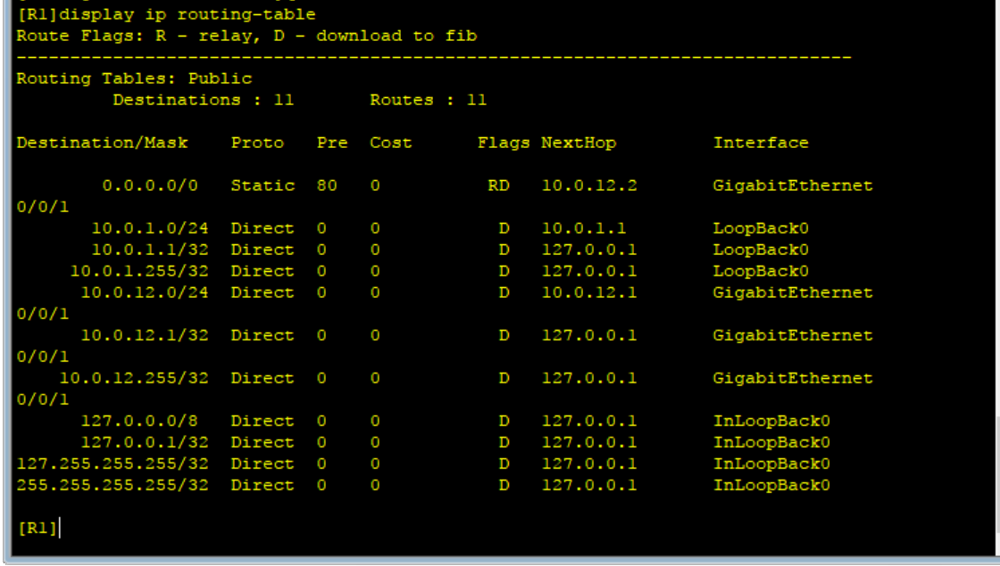 [R1]display ip routing-table
Route Flags: R - relay, D - download to fib
------------------------------------------------------------------------------
Routing Tables: Public
         Destinations : 11       Routes : 11

Destination/Mask    Proto   Pre  Cost      Flags NextHop         Interface

        0.0.0.0/0   Static  80   0          RD   10.0.12.2       GigabitEthernet
0/0/1
       10.0.1.0/24  Direct  0    0           D   10.0.1.1        LoopBack0
       10.0.1.1/32  Direct  0    0           D   127.0.0.1       LoopBack0
     10.0.1.255/32  Direct  0    0           D   127.0.0.1       LoopBack0
      10.0.12.0/24  Direct  0    0           D   10.0.12.1       GigabitEthernet
0/0/1
      10.0.12.1/32  Direct  0    0           D   127.0.0.1       GigabitEthernet
0/0/1
    10.0.12.255/32  Direct  0    0           D   127.0.0.1       GigabitEthernet
0/0/1
      127.0.0.0/8   Direct  0    0           D   127.0.0.1       InLoopBack0
      127.0.0.1/32  Direct  0    0           D   127.0.0.1       InLoopBack0
127.255.255.255/32  Direct  0    0           D   127.0.0.1       InLoopBack0
255.255.255.255/32  Direct  0    0           D   127.0.0.1       InLoopBack0

[R1]